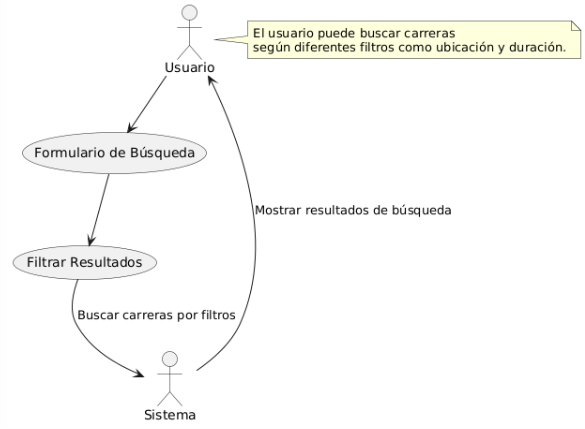 El usuario puede buscar carreras
según diferentes filtros como ubicación y duración.
Usuario
Formulario de Búsqueda
Mostrar resultados de búsqueda
Filtrar Resultados
Buscar carreras por filtros
Sistema